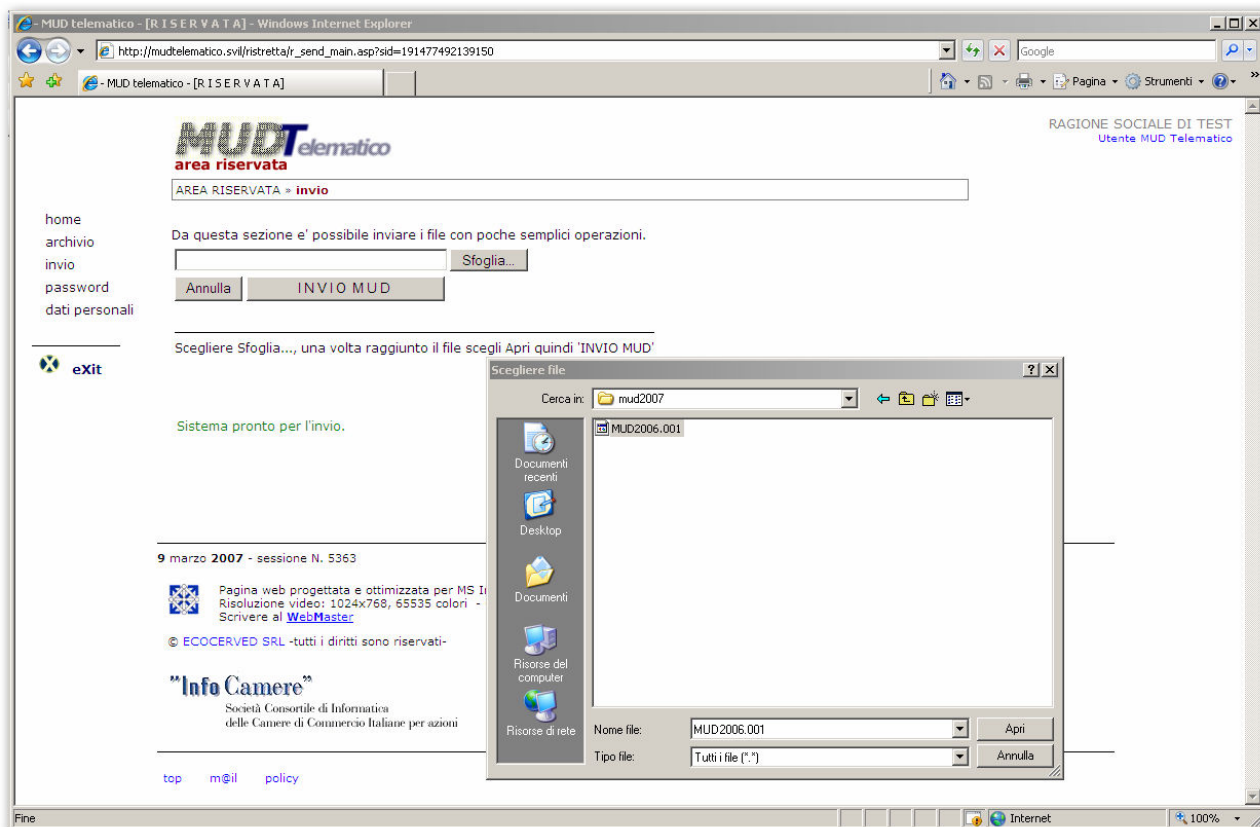 - MUD telematico - [R I S E R V A T A] - Windows Internet Explorer
http://mudtelematico.svil/ristretta/r_send_main.asp?sid=191477492139150
Google
- MUD telematico - [R I S E R V A T A]
Pagina
Strumenti
MUDTelematico
area riservata
RAGIONE SOCIALE DI TEST
Utente MUD Telematico
AREA RISERVATA » invio
home
archivio
invio
password
dati personali
eXit
Da questa sezione e' possibile inviare i file con poche semplici operazioni.
Sfoglia...
Annulla
INVIO MUD
Scegliere Sfoglia..., una volta raggiunto il file scegli Apri quindi 'INVIO MUD'
Sistema pronto per l'invio.
Scegliere file
Cerca in:
mud2007
MUD2006.001
Documenti
recenti
Desktop
Documenti
Risorse del
computer
Risorse di rete
Nome file:
MUD2006.001
Apri
Tipo file:
Tutti i file (*.*)
Annulla
9 marzo 2007 - sessione N. 5363
Pagina web progettata e ottimizzata per MS
Risoluzione video: 1024x768, 65535 colori -
Scrivere al WebMaster
© ECOCERVED SRL -tutti i diritti sono riservati-
"Info Camere"
Società Consortile di Informatica
delle Camere di Commercio Italiane per azioni
top
m@il
policy
Fine
Internet
100%